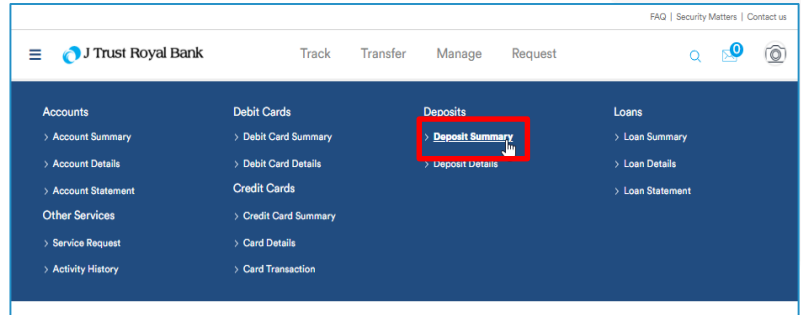 FAQ | Security Matters | Contact us
J Trust Royal Bank Track Transfer Manage Request 0
Accounts
> Account Summary
> Account Details
> Account Statement
Other Services
> Service Request
> Activity History
Debit Cards
> Debit Card Summary
> Debit Card Details
Credit Cards
> Credit Card Summary
> Card Details
> Card Transaction
Deposits
> Deposit Summary
> Deposit Details
Loans
> Loan Summary
> Loan Details
> Loan Statement